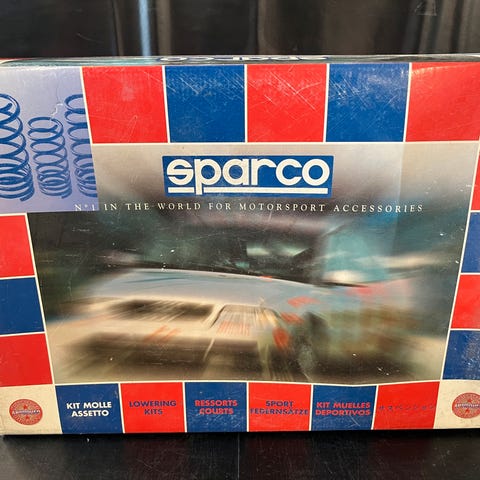 sparco
N°1 IN THE WORLD FOR MOTORSPORT ACCESSORIES
KIT MOLLE
ASSETTO
LOWERING
KITS
RESSORTS
COURTS
SPORT
FEDERNSÄTZE
KIT MUELLES
DEPORTIVOS